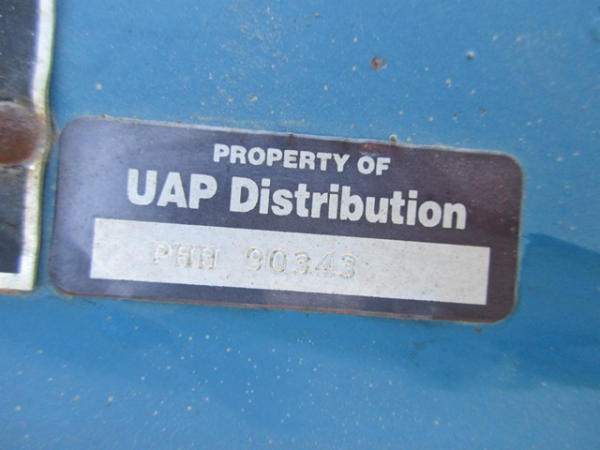 PROPERTY OF
UAP Distribution
PHH 90343